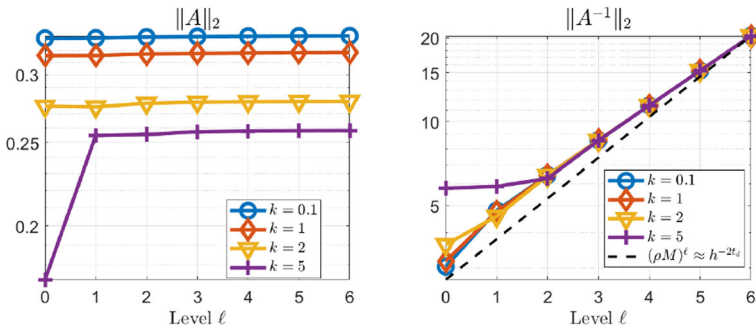 ‖A‖₂
0.3
0.25
0.2
k = 0.1
k = 1
k = 2
k = 5
0 1 2 3 4 5 6
Level ℓ
‖A⁻¹‖₂
20
15
10
5
k = 0.1
k = 1
k = 2
k = 5
(ρM)^ℓ ≈ h^{-2t_d}
0 1 2 3 4 5 6
Level ℓ